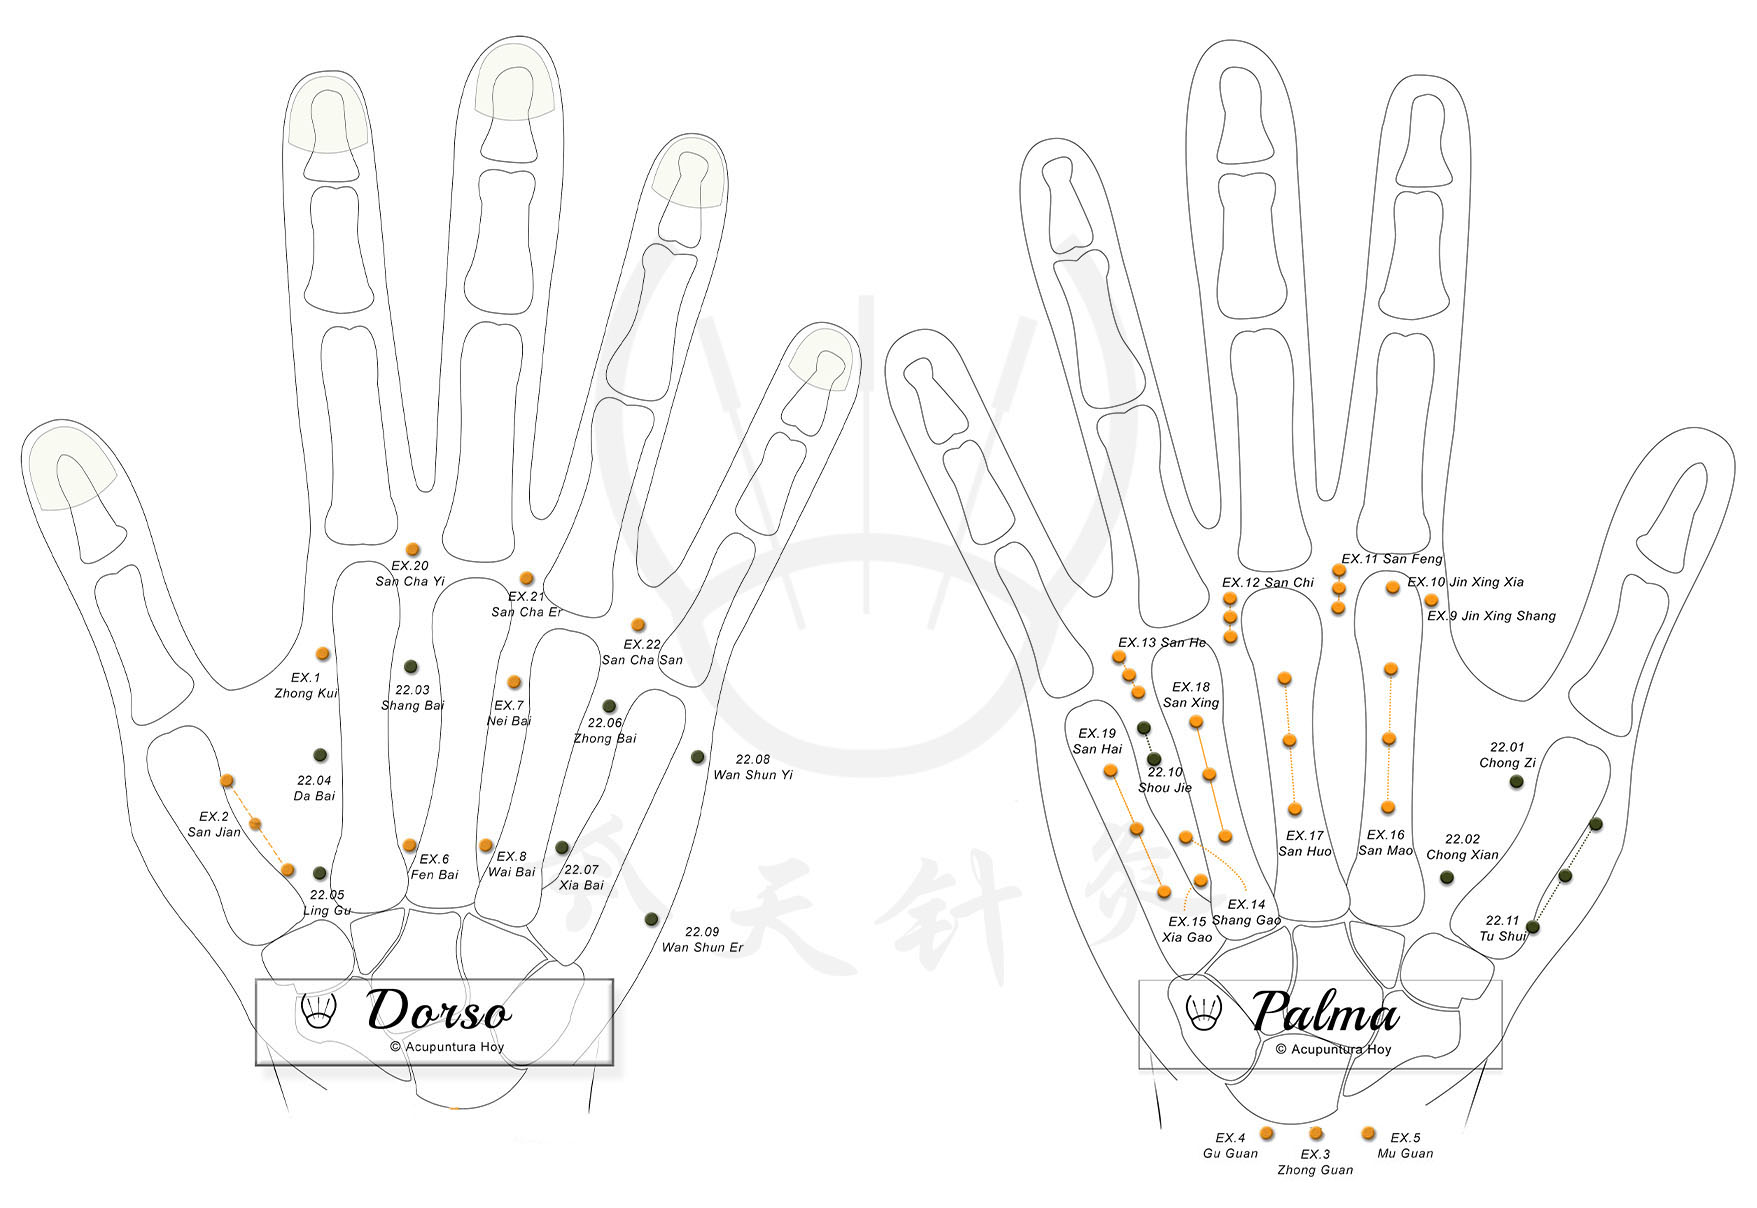 EX.20
San Cha Yi
EX.21
San Cha Er
EX.22
San Cha San
EX.1
Zhong Kui
22.03
Shang Bai
EX.7
Nei Bai
22.06
Zhong Bai
22.04
Da Bai
22.08
Wan Shun Yi
EX.2
San Jian
EX.6
Fen Bai
EX.8
Wai Bai
22.07
Xia Bai
22.05
Ling Gu
22.09
Wan Shun Er
Dorso
© Acupuntura Hoy
EX.11 San Feng
EX.12 San Chi
EX.10 Jin Xing Xia
EX.9 Jin Xing Shang
EX.13 San He
EX.18
San Xing
EX.19
San Hai
22.10
Shou Jie
22.01
Chong Zi
EX.17
San Huo
EX.16
San Mao
22.02
Chong Xian
EX.14
Shang Gao
EX.15
Xia Gao
22.11
Tu Shui
Palma
© Acupuntura Hoy
EX.4
Gu Guan
EX.3
Zhong Guan
EX.5
Mu Guan
天针